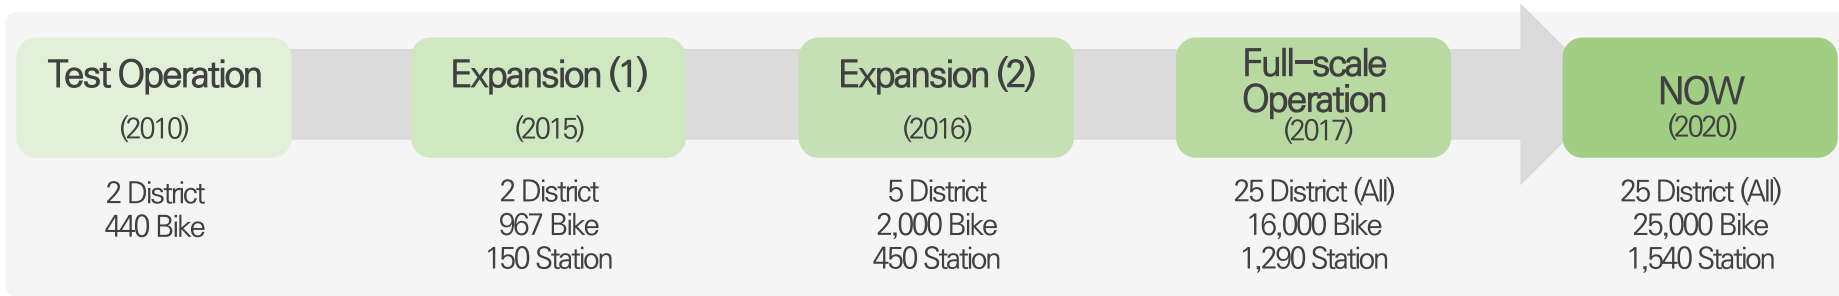 Test Operation
(2010)
2 District
440 Bike
Expansion (1)
(2015)
2 District
967 Bike
150 Station
Expansion (2)
(2016)
5 District
2,000 Bike
450 Station
Full-scale
Operation
(2017)
25 District (All)
16,000 Bike
1,290 Station
NOW
(2020)
25 District (All)
25,000 Bike
1,540 Station